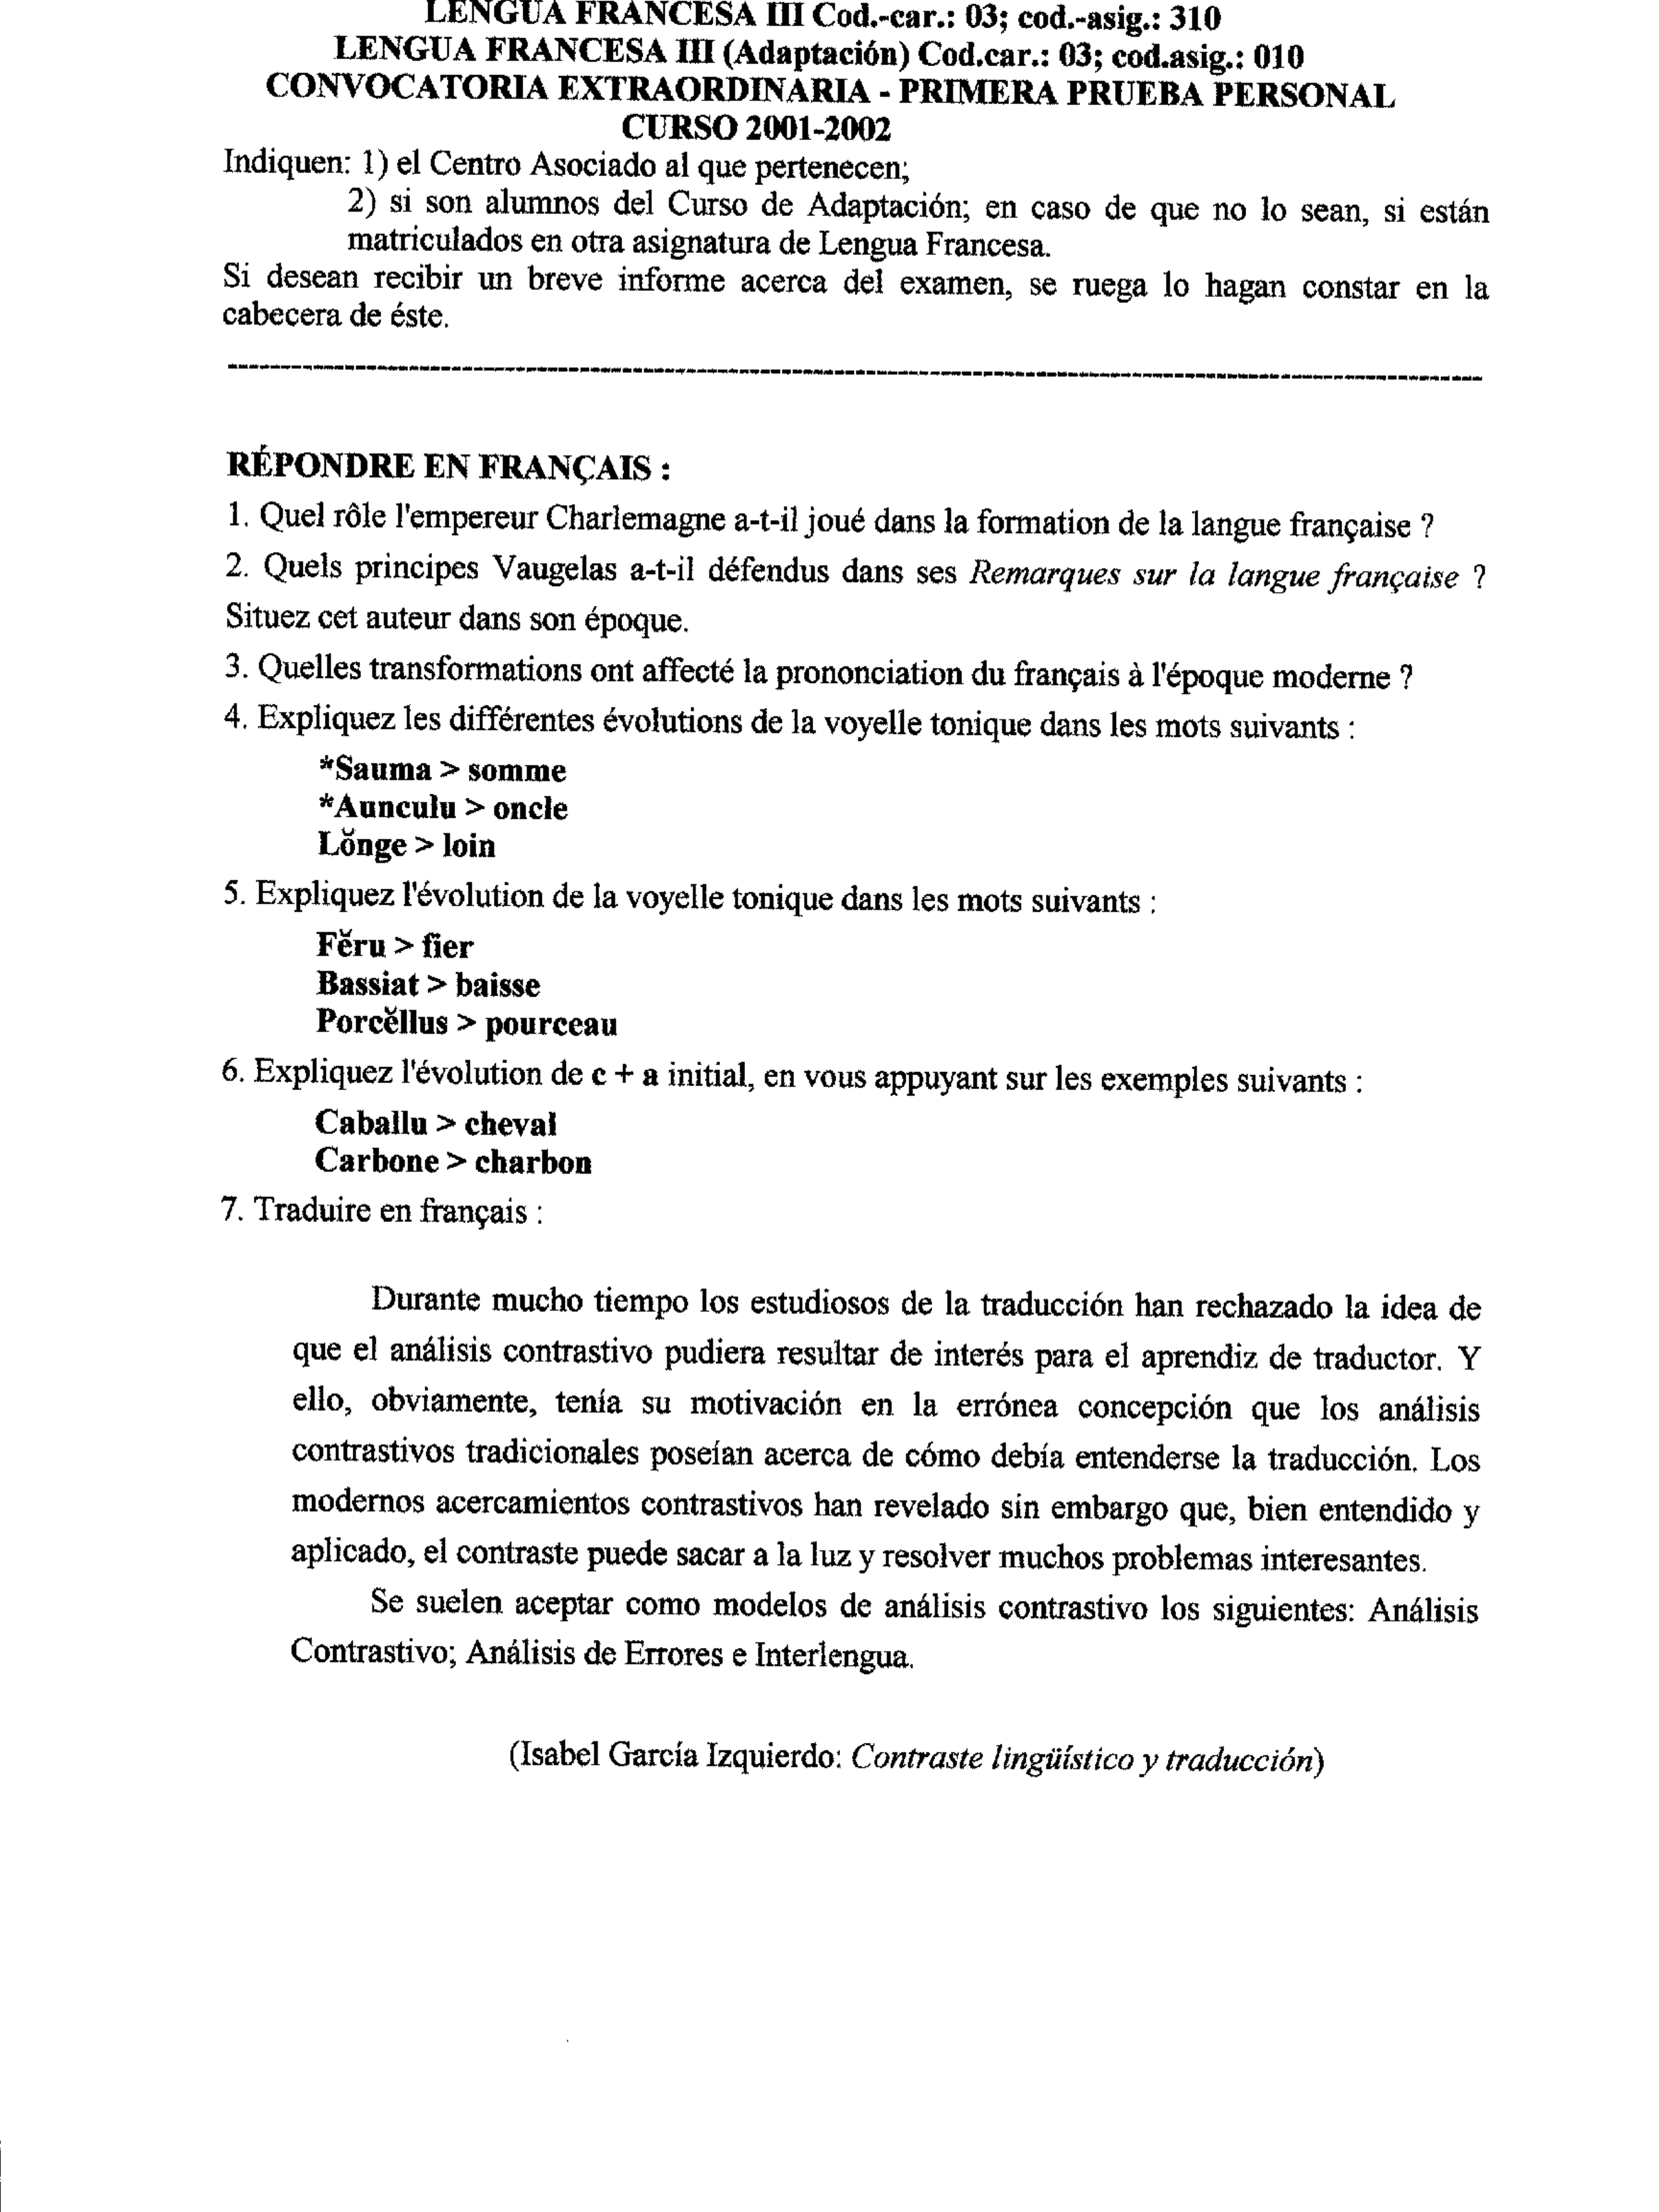 LENGUA FRANCESA III Cod.-car.: 03; cod.-asig.: 310
LENGUA FRANCESA III (Adaptación) Cod.car.: 03; cod.asig.: 010
CONVOCATORIA EXTRAORDINARIA - PRIMERA PRUEBA PERSONAL
CURSO 2001-2002
Indiquen: 1) el Centro Asociado al que pertenecen;
2) si son alumnos del Curso de Adaptación; en caso de que no lo sean, si están
matriculados en otra asignatura de Lengua Francesa.
Si desean recibir un breve informe acerca del examen, se ruega lo hagan constar en la
cabecera de éste.
RÉPONDRE EN FRANÇAIS :
1. Quel rôle l'empereur Charlemagne a-t-il joué dans la formation de la langue française ?
2. Quels principes Vaugelas a-t-il défendus dans ses Remarques sur la langue française ?
Situez cet auteur dans son époque.
3. Quelles transformations ont affecté la prononciation du français à l'époque moderne ?
4. Expliquez les différentes évolutions de la voyelle tonique dans les mots suivants :
*Sauma > somme
*Aunculu > oncle
Lŏnge > loin
5. Expliquez l'évolution de la voyelle tonique dans les mots suivants :
Fĕru > fier
Bassiat > baisse
Porcĕllus > pourceau
6. Expliquez l'évolution de c + a initial, en vous appuyant sur les exemples suivants :
Caballu > cheval
Carbone > charbon
7. Traduire en français :
Durante mucho tiempo los estudiosos de la traducción han rechazado la idea de
que el análisis contrastivo pudiera resultar de interés para el aprendiz de traductor. Y
ello, obviamente, tenía su motivación en la errónea concepción que los análisis
contrastivos tradicionales poseían acerca de cómo debía entenderse la traducción. Los
modernos acercamientos contrastivos han revelado sin embargo que, bien entendido y
aplicado, el contraste puede sacar a la luz y resolver muchos problemas interesantes.
Se suelen aceptar como modelos de análisis contrastivo los siguientes: Análisis
Contrastivo; Análisis de Errores e Interlengua.
(Isabel García Izquierdo: Contraste lingüístico y traducción)